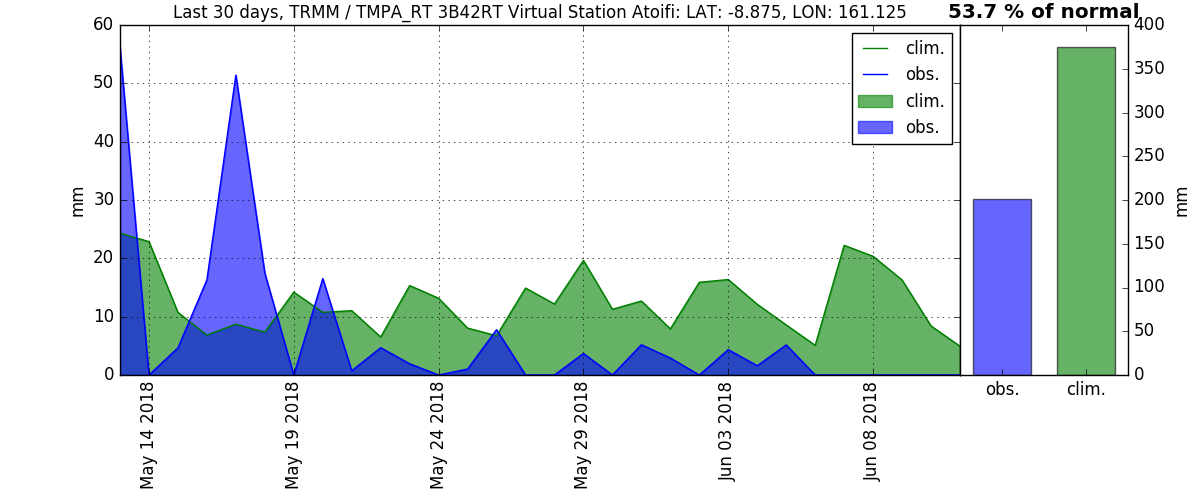 Last 30 days, TRMM / TMPA_RT 3B42RT Virtual Station Atoifi: LAT: -8.875, LON: 161.125
53.7 % of normal
60
50
40
30
20
10
0
mm
clim.
obs.
clim.
obs.
May 14 2018
May 19 2018
May 24 2018
May 29 2018
Jun 03 2018
Jun 08 2018
400
350
300
250
200
150
100
50
0
mm
obs.
clim.